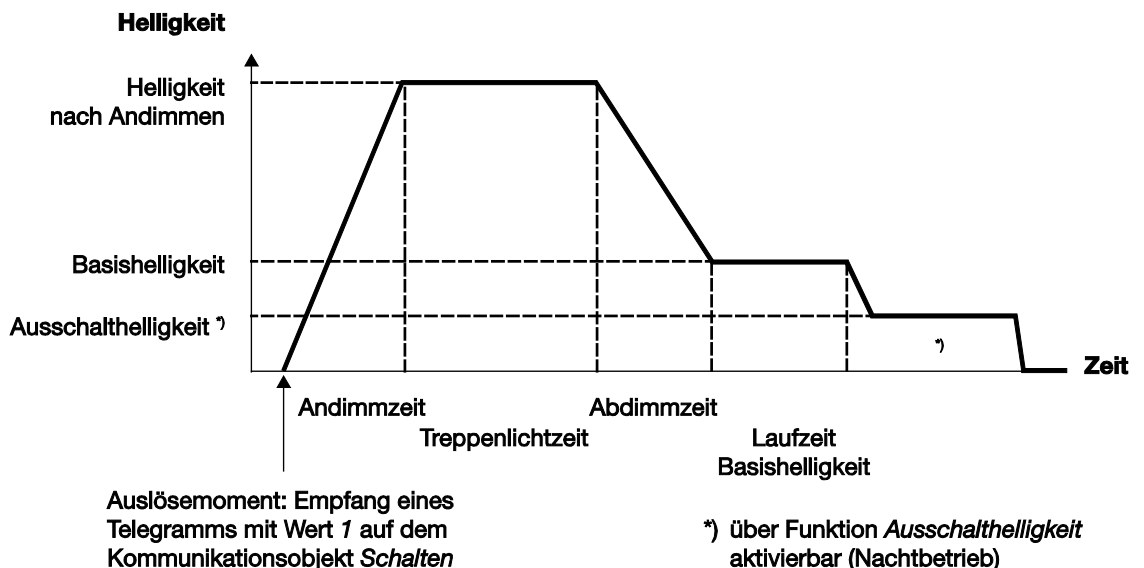 Helligkeit
Helligkeit
nach Andimmen
Basishelligkeit
Ausschalthelligkeit *)
*)
Zeit
Andimmzeit
Abdimmzeit
Treppenlichtzeit
Laufzeit
Basishelligkeit
Auslösemoment: Empfang eines
Telegramms mit Wert 1 auf dem
Kommunikationsobjekt Schalten
*) über Funktion Ausschalthelligkeit
aktivierbar (Nachtbetrieb)